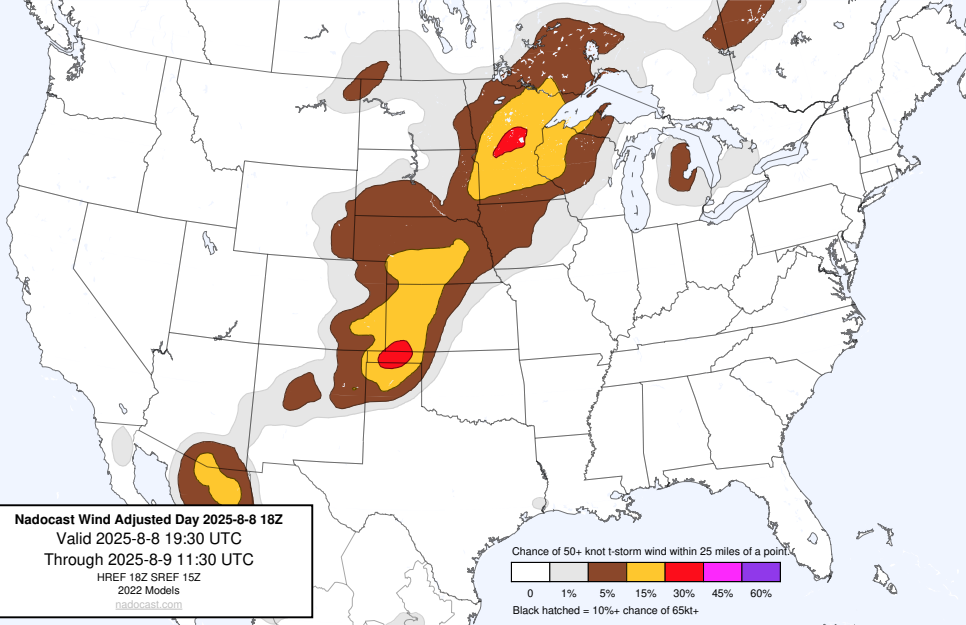 Nadocast Wind Adjusted Day 2025-8-8 18Z
Valid 2025-8-8 19:30 UTC
Through 2025-8-9 11:30 UTC
HREF 18Z SREF 15Z
2022 Models
nadocast.com
Chance of 50+ knot t-storm wind within 25 miles of a point.
0 1% 5% 15% 30% 45% 60%
Black hatched = 10%+ chance of 65kt+